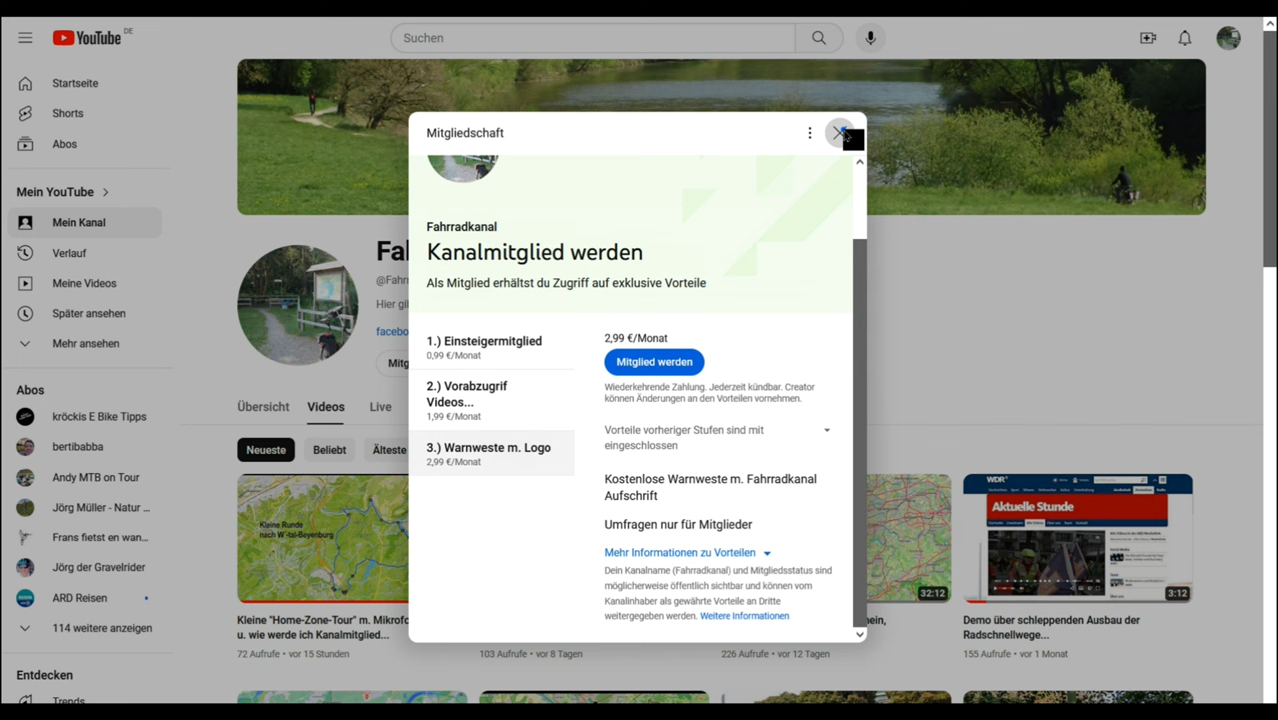 YouTube DE
Suchen
Startseite
Shorts
Abos
Mein YouTube
Mein Kanal
Verlauf
Meine Videos
Später ansehen
Mehr ansehen
Abos
kröckis E Bike Tipps
bertibabba
Andy MTB on Tour
Jörg Müller - Natur ...
Frans fietst en wan...
Jörg der Gravelrider
ARD Reisen
114 weitere anzeigen
Entdecken
Trends
Übersicht
Videos
Live
Neueste
Beliebt
Älteste
Mitgliedschaft
Fahrradkanal
Kanalmitglied werden
Als Mitglied erhältst du Zugriff auf exklusive Vorteile
1.) Einsteigermitglied
0,99 €/Monat
2.) Vorabzugrif
Videos...
1,99 €/Monat
3.) Warnweste m. Logo
2,99 €/Monat
2,99 €/Monat
Mitglied werden
Wiederkehrende Zahlung. Jederzeit kündbar. Creator
können Änderungen an den Vorteilen vornehmen.
Vorteile vorheriger Stufen sind mit
eingeschlossen
Kostenlose Warnweste m. Fahrradkanal
Aufschrift
Umfragen nur für Mitglieder
Mehr Informationen zu Vorteilen
Dein Kanalname (Fahrradkanal) und Mitgliedsstatus sind
möglicherweise öffentlich sichtbar und können vom
Kanalinhaber als gewährte Vorteile an Dritte
weitergegeben werden. Weitere Informationen
Kleine Runde
nach W.-tal-Beyenburg
Kleine "Home-Zone-Tour" m. Mikrofo
u. wie werde ich Kanalmitglied...
72 Aufrufe • vor 15 Stunden
103 Aufrufe • vor 8 Tagen
32:12
226 Aufrufe • vor 12 Tagen
WDR
Aktuelle Stunde
3:12
Demo über schleppenden Ausbau der
Radschnellwege...
155 Aufrufe • vor 1 Monat